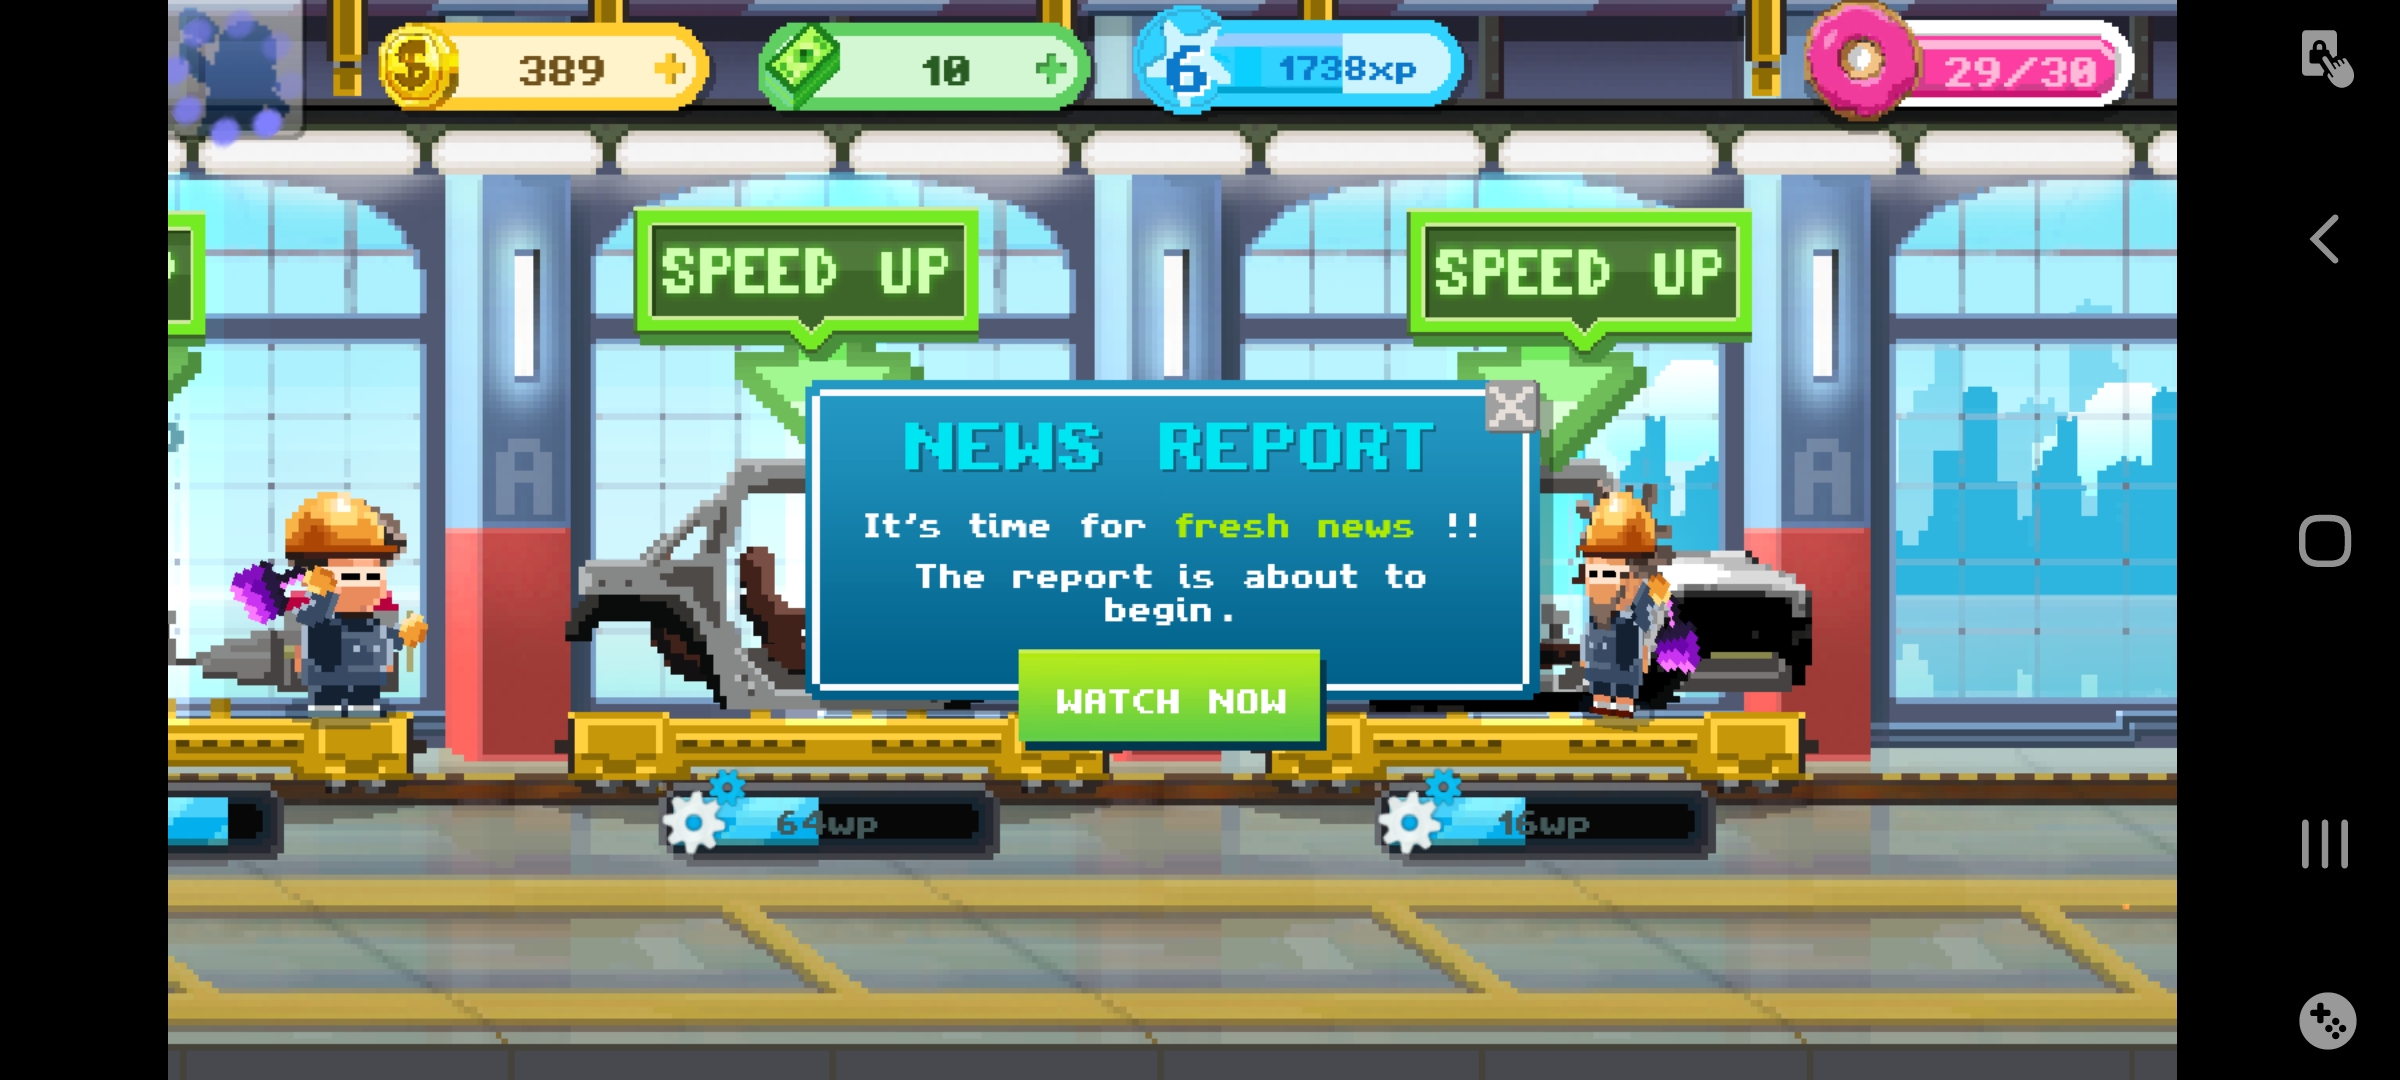 389
10
6
1738xp
29/30
SPEED UP
SPEED UP
A
A
NEWS REPORT
It's time for fresh news !!
The report is about to
begin.
WATCH NOW
64wp
16wp